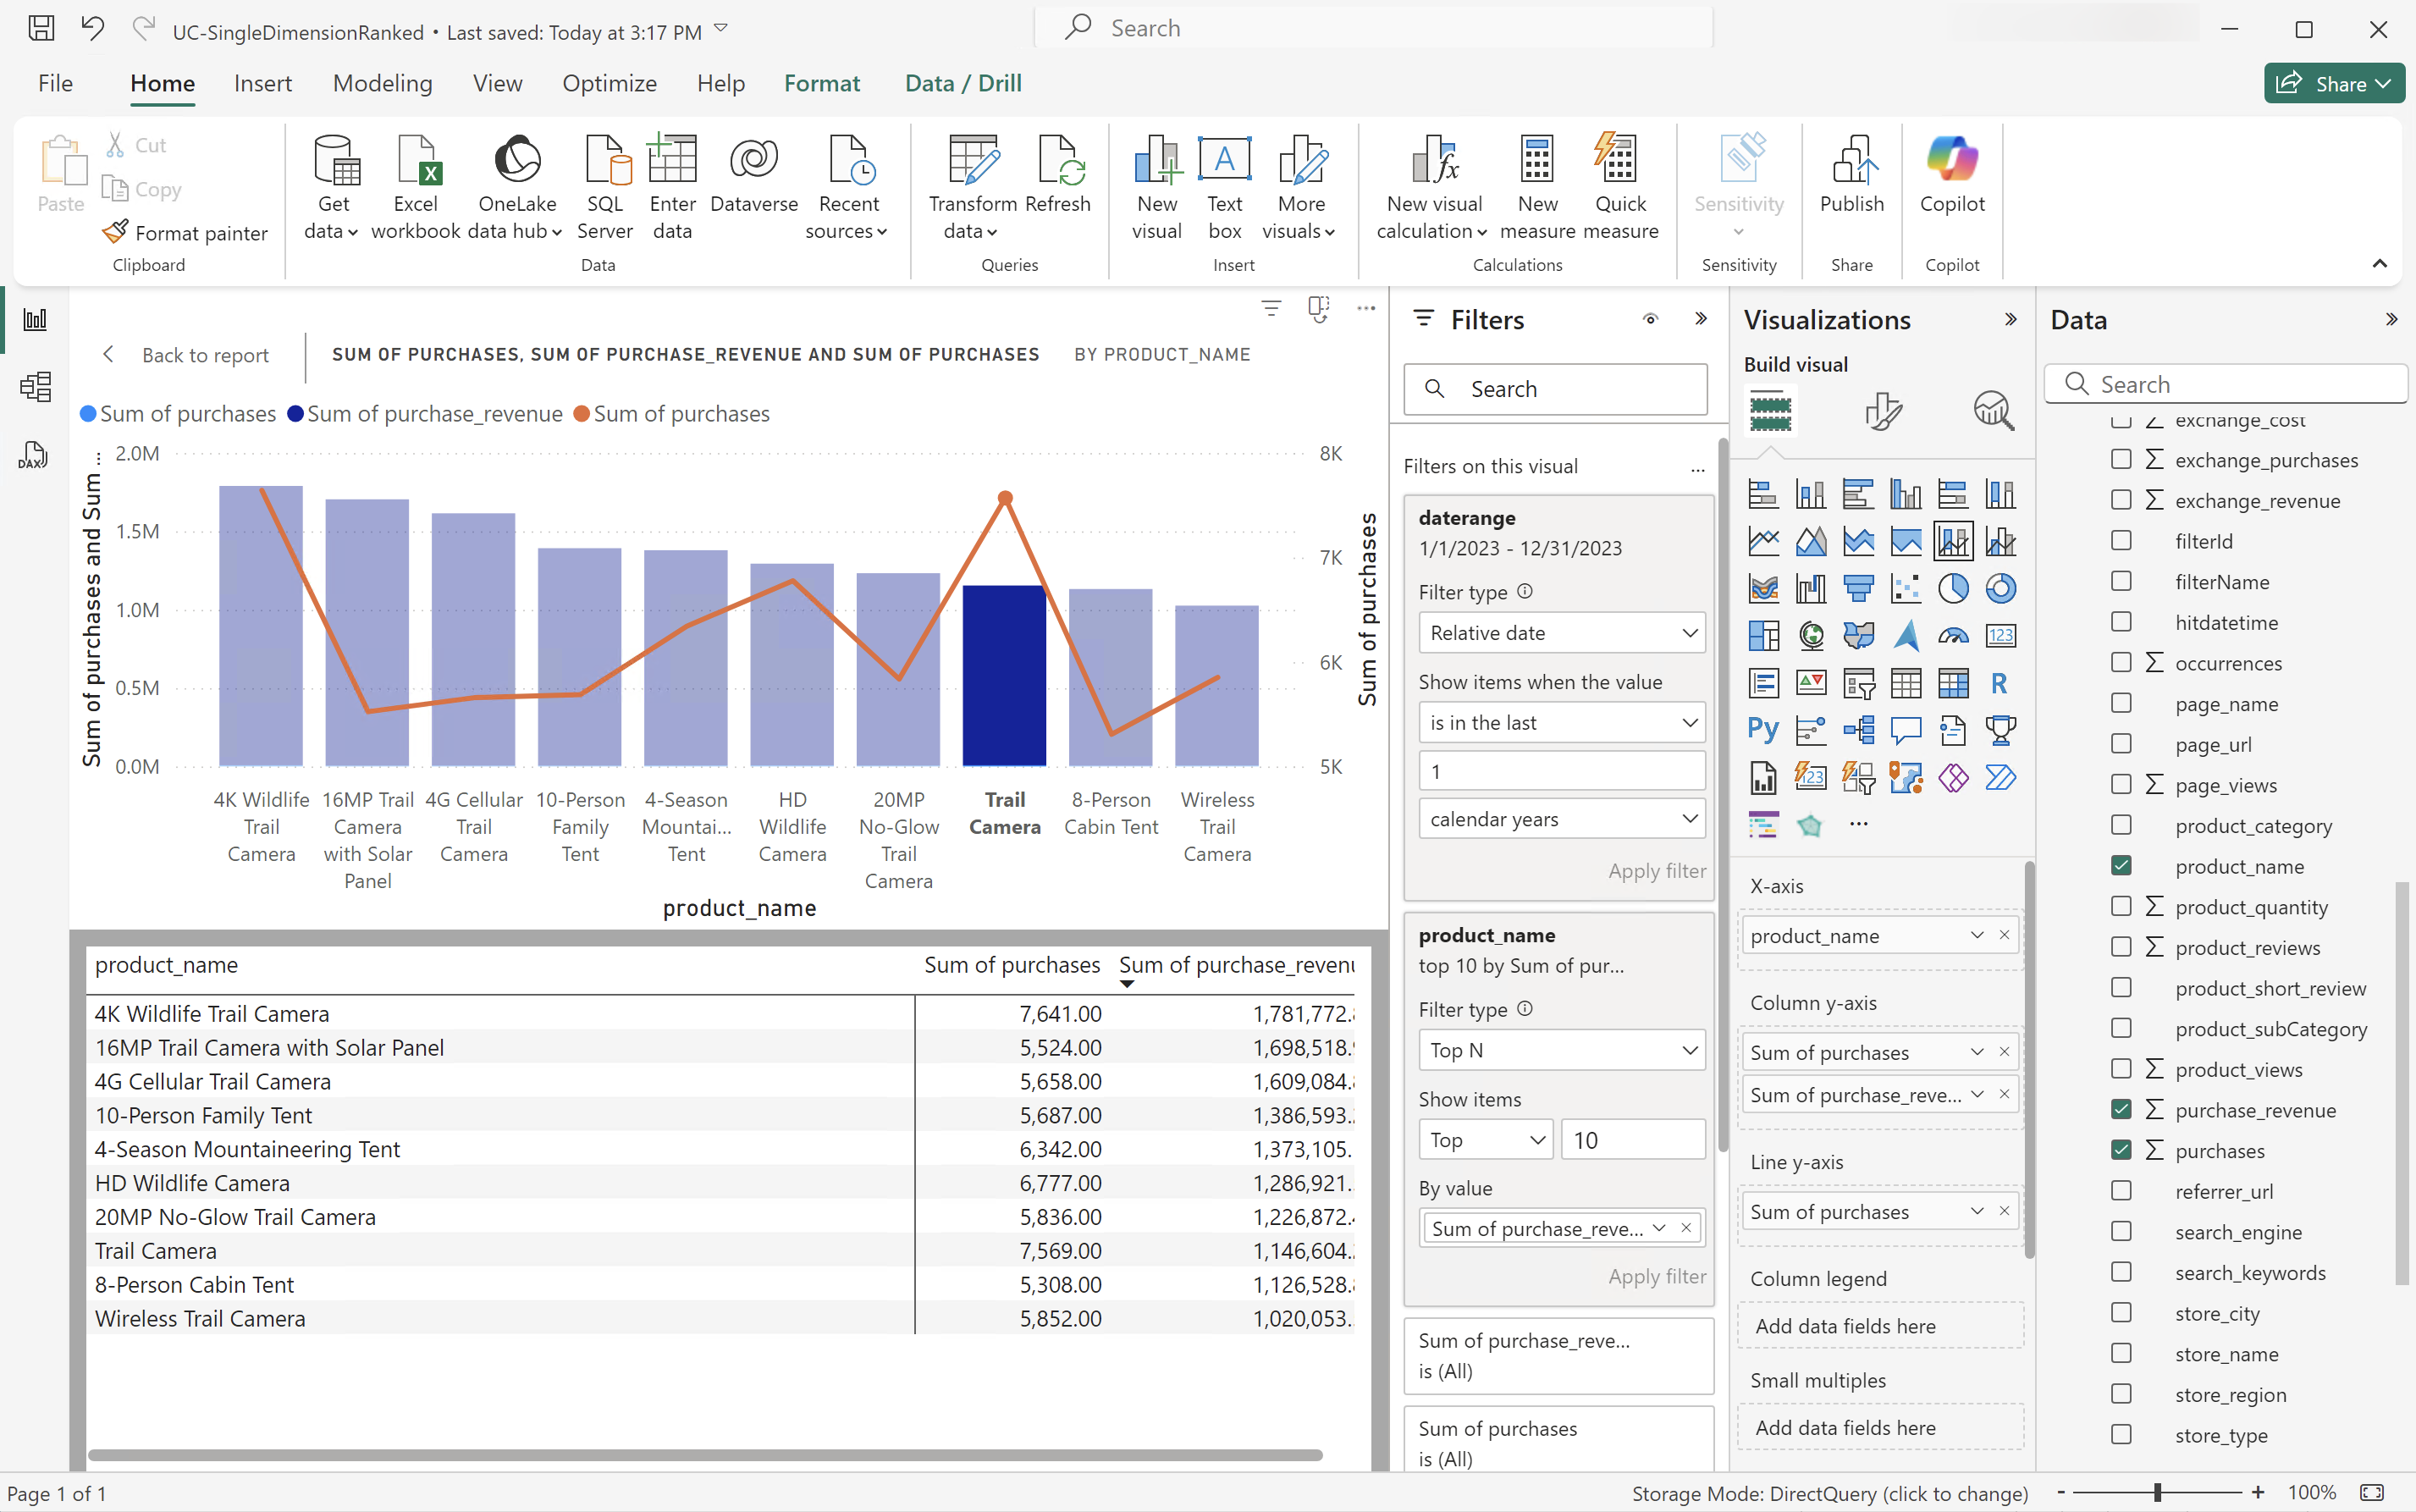 UC-SingleDimensionRanked • Last saved: Today at 3:17 PM
Search
File
Home
Insert
Modeling
View
Optimize
Help
Format
Data / Drill
Share
Paste
Cut
Copy
Format painter
Clipboard
Get data
Excel workbook
OneLake data hub
SQL Server
Enter data
Dataverse
Recent sources
Data
Transform data
Refresh
Queries
New visual
Text box
More visuals
Insert
New visual calculation
New measure
Quick measure
Calculations
Sensitivity
Sensitivity
Publish
Share
Copilot
Copilot
DAX
Back to report
SUM OF PURCHASES, SUM OF PURCHASE_REVENUE AND SUM OF PURCHASES
BY PRODUCT_NAME
Sum of purchases
Sum of purchase_revenue
Sum of purchases
Sum of purchases and Sum ...
2.0M
1.5M
1.0M
0.5M
0.0M
8K
7K
6K
5K
Sum of purchases
4K Wildlife Trail Camera
16MP Trail Camera with Solar Panel
4G Cellular Trail Camera
10-Person Family Tent
4-Season Mountai... Tent
HD Wildlife Camera
20MP No-Glow Trail Camera
Trail Camera
8-Person Cabin Tent
Wireless Trail Camera
product_name
product_name Sum of purchases Sum of purchase_revenu
4K Wildlife Trail Camera 7,641.00 1,781,772.
16MP Trail Camera with Solar Panel 5,524.00 1,698,518.
4G Cellular Trail Camera 5,658.00 1,609,084.
10-Person Family Tent 5,687.00 1,386,593.
4-Season Mountaineering Tent 6,342.00 1,373,105.
HD Wildlife Camera 6,777.00 1,286,921.
20MP No-Glow Trail Camera 5,836.00 1,226,872.
Trail Camera 7,569.00 1,146,604.
8-Person Cabin Tent 5,308.00 1,126,528.
Wireless Trail Camera 5,852.00 1,020,053.
Filters
Search
Filters on this visual ...
daterange
1/1/2023 - 12/31/2023
Filter type
Relative date
Show items when the value
is in the last
1
calendar years
Apply filter
product_name
top 10 by Sum of pur...
Filter type
Top N
Show items
Top 10
By value
Sum of purchase_reve...
Apply filter
Sum of purchase_reve...
is (All)
Sum of purchases
is (All)
Visualizations
Build visual
123
R
Py
123
...
X-axis
product_name
Column y-axis
Sum of purchases
Sum of purchase_reve...
Line y-axis
Sum of purchases
Column legend
Add data fields here
Small multiples
Add data fields here
Data
Search
exchange_cost
Σ exchange_purchases
Σ exchange_revenue
filterId
filterName
hitdatetime
Σ occurrences
page_name
page_url
Σ page_views
product_category
product_name
Σ product_quantity
Σ product_reviews
product_short_review
product_subCategory
Σ product_views
Σ purchase_revenue
Σ purchases
referrer_url
search_engine
search_keywords
store_city
store_name
store_region
store_type
Page 1 of 1
Storage Mode: DirectQuery (click to change)
- + 100%